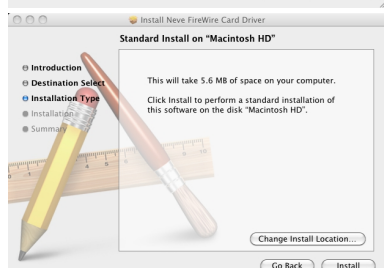 Install Neve FireWire Card Driver
Standard Install on "Macintosh HD"
Introduction
Destination Select
Installation Type
Installation
Summary
This will take 5.6 MB of space on your computer.
Click Install to perform a standard installation of
this software on the disk "Macintosh HD".
Change Install Location...
Go Back
Install